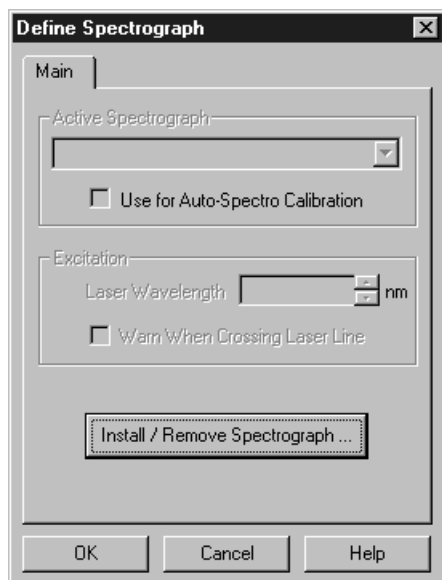 Define Spectrograph
Main
Active Spectrograph
Use for Auto-Spectro Calibration
Excitation
Laser Wavelength nm
Warn When Crossing Laser Line
Install / Remove Spectrograph ...
OK Cancel Help